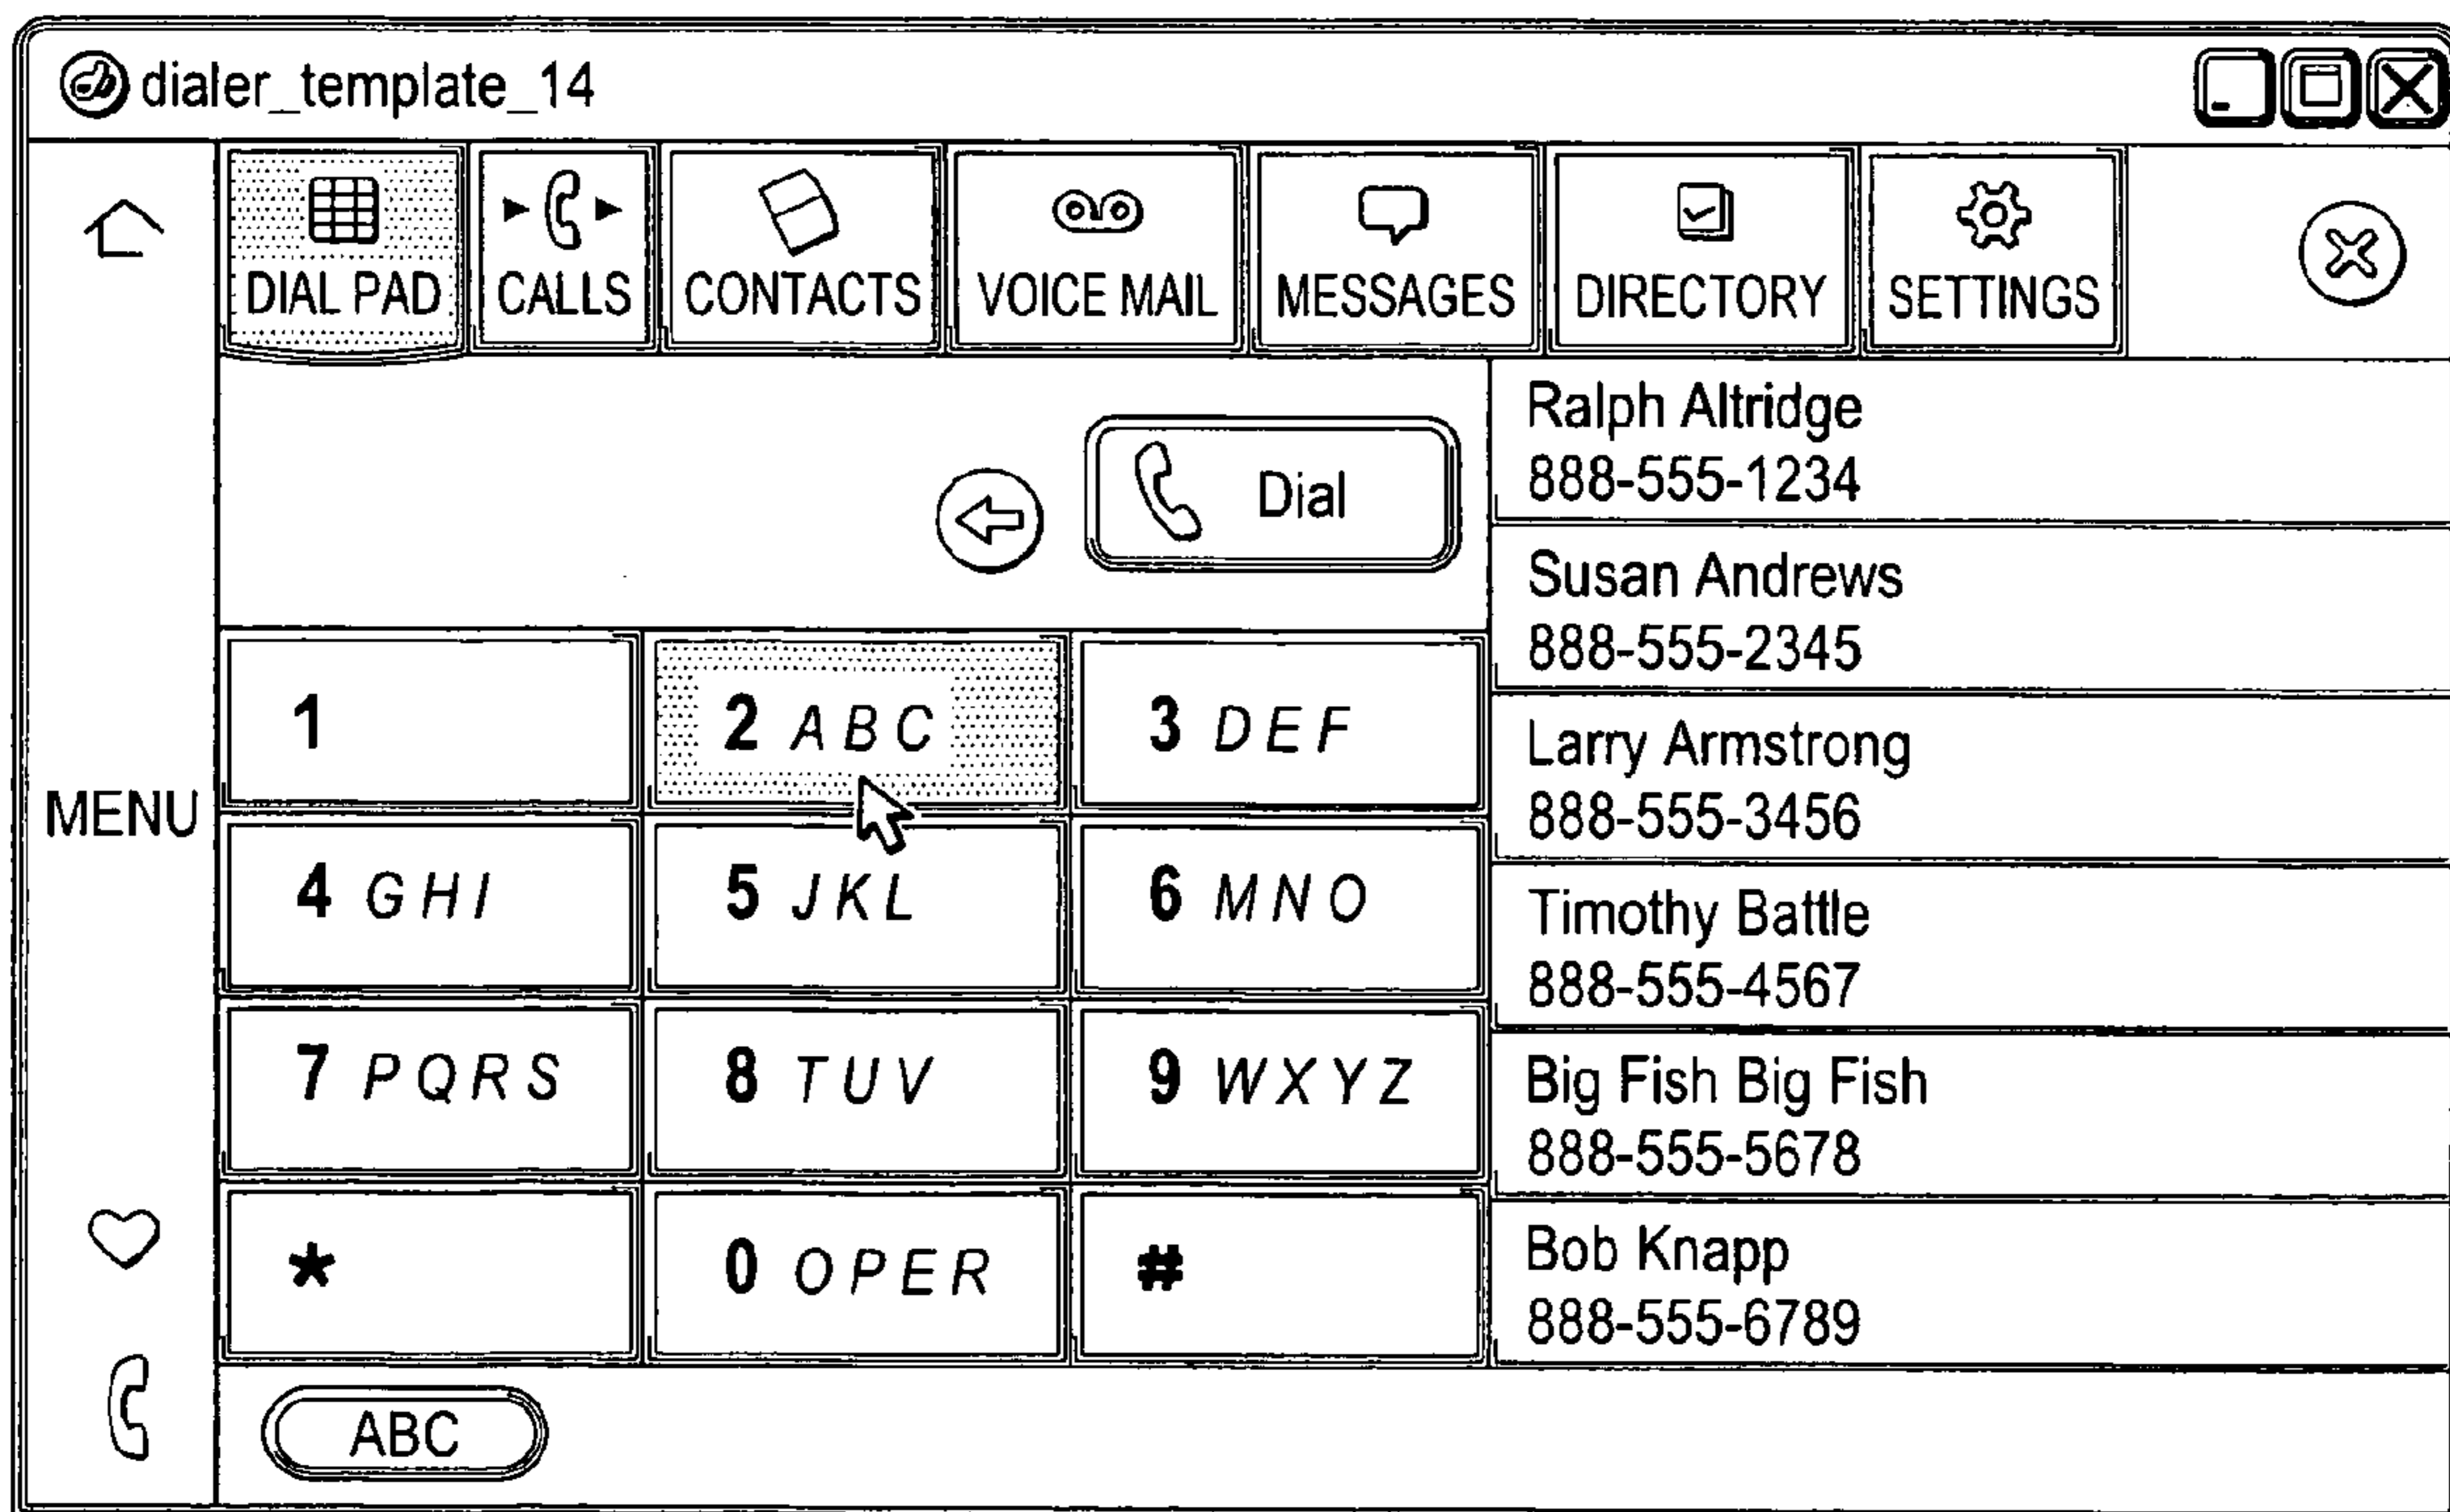 dialer_template_14
DIAL PAD
CALLS
CONTACTS
VOICE MAIL
MESSAGES
DIRECTORY
SETTINGS
MENU
Dial
1
2 ABC
3 DEF
4 GHI
5 JKL
6 MNO
7 PQRS
8 TUV
9 WXYZ
*
0 OPER
#
ABC
Ralph Altridge
888-555-1234
Susan Andrews
888-555-2345
Larry Armstrong
888-555-3456
Timothy Battle
888-555-4567
Big Fish Big Fish
888-555-5678
Bob Knapp
888-555-6789